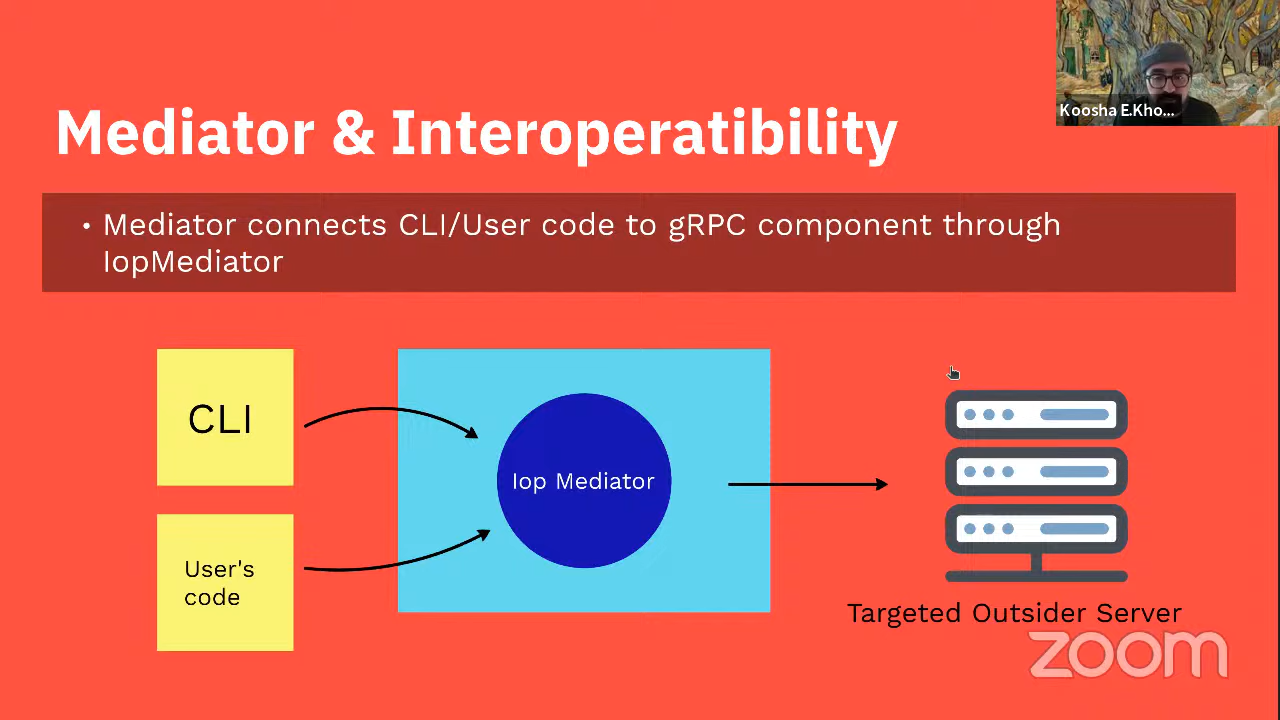 Koosha E.Kho...
Mediator & Interoperatibility
• Mediator connects CLI/User code to gRPC component through
IopMediator
CLI
User's
code
Iop Mediator
Targeted Outsider Server
zoom